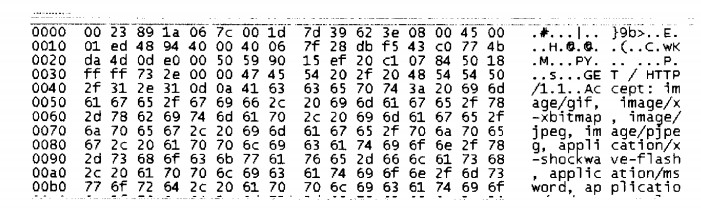 0000 00 23 89 1a 06 7c 00 1d 7d 39 62 3e 08 00 45 00 .#...|.. }9b>..E.
0010 01 ed 48 94 40 00 40 06 7f 28 db f5 43 c0 77 4b ..H.@.@. .(..C.wK
0020 da 4d 0d e0 00 50 59 90 15 ef 20 c1 07 84 50 18 .M...PY. .. ...P.
0030 ff ff 73 2e 00 00 47 45 54 20 2f 20 48 54 54 50 ..s...GE T / HTTP
0040 2f 31 2e 31 0d 0a 41 63 63 65 70 74 3a 20 69 6d /1.1..Ac cept: im
0050 61 67 65 2f 67 69 66 2c 20 69 6d 61 67 65 2f 78 age/gif, image/x
0060 2d 78 62 69 74 6d 61 70 2c 20 69 6d 61 67 65 2f -xbitmap , image/
0070 6a 70 65 67 2c 20 69 6d 61 67 65 2f 70 6a 70 65 jpeg, im age/pjpe
0080 67 2c 20 61 70 70 6c 69 63 61 74 69 6f 6e 2f 78 g, appli cation/x
0090 2d 73 68 6f 63 6b 77 61 76 65 2d 66 6c 61 73 68 -shockwa ve-flash
00a0 2c 20 61 70 70 6c 69 63 61 74 69 6f 6e 2f 6d 73 , applic ation/ms
00b0 77 6f 72 64 2c 20 61 70 70 6c 69 63 61 74 69 6f word, ap plicatio